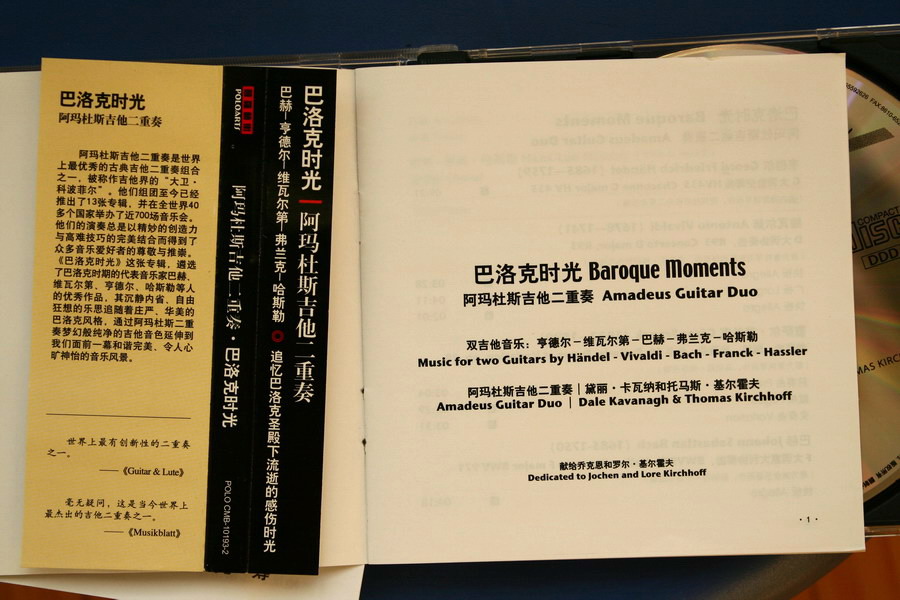 巴洛克时光
阿玛杜斯吉他二重奏
阿玛杜斯吉他二重奏是世界
上最优秀的古典吉他二重奏组合
之一，被称作吉他界的“大卫·
科波菲尔”。他们组团至今已经
推出了13张专辑，并在全世界40
多个国家举办了近700场音乐会。
他们的演奏总是以精妙的创造力
与高难技巧的完美结合而得到了
众多音乐爱好者的尊敬与推崇。
《巴洛克时光》这张专辑，遴选
了巴洛克时期的代表音乐家巴赫、
维瓦尔第、亨德尔、哈斯勒等人
的优秀作品，其沉静内省、自由
狂想的乐思追随着庄严、华美的
巴洛克风格，通过阿玛杜斯二重
奏梦幻般纯净的吉他音色延伸到
我们面前一幕和谐完美、令人心
旷神怡的音乐风景。
世界上最有创新性的二重奏
之一。
——《Guitar & Lute》
毫无疑问，这是当今世界上
最杰出的吉他二重奏之一。
——《Musikblatt》
POLOARTS
阿玛杜斯吉他二重奏·巴洛克时光
POLO CMB-10193-2
巴洛克时光 阿玛杜斯吉他二重奏
巴赫—亨德尔—维瓦尔第—弗兰克—哈斯勒 追忆巴洛克圣殿下流逝的感伤时光
巴洛克时光 Baroque Moments
阿玛杜斯吉他二重奏 Amadeus Guitar Duo
双吉他音乐：亨德尔－维瓦尔第－巴赫－弗兰克－哈斯勒
Music for two Guitars by Händel - Vivaldi - Bach - Franck - Hassler
阿玛杜斯吉他二重奏｜黛丽·卡瓦纳和托马斯·基尔霍夫
Amadeus Guitar Duo | Dale Kavanagh & Thomas Kirchhoff
献给乔克恩和罗尔·基尔霍夫
Dedicated to Jochen and Lore Kirchhoff
·1·
COMPACT
disc
DDD